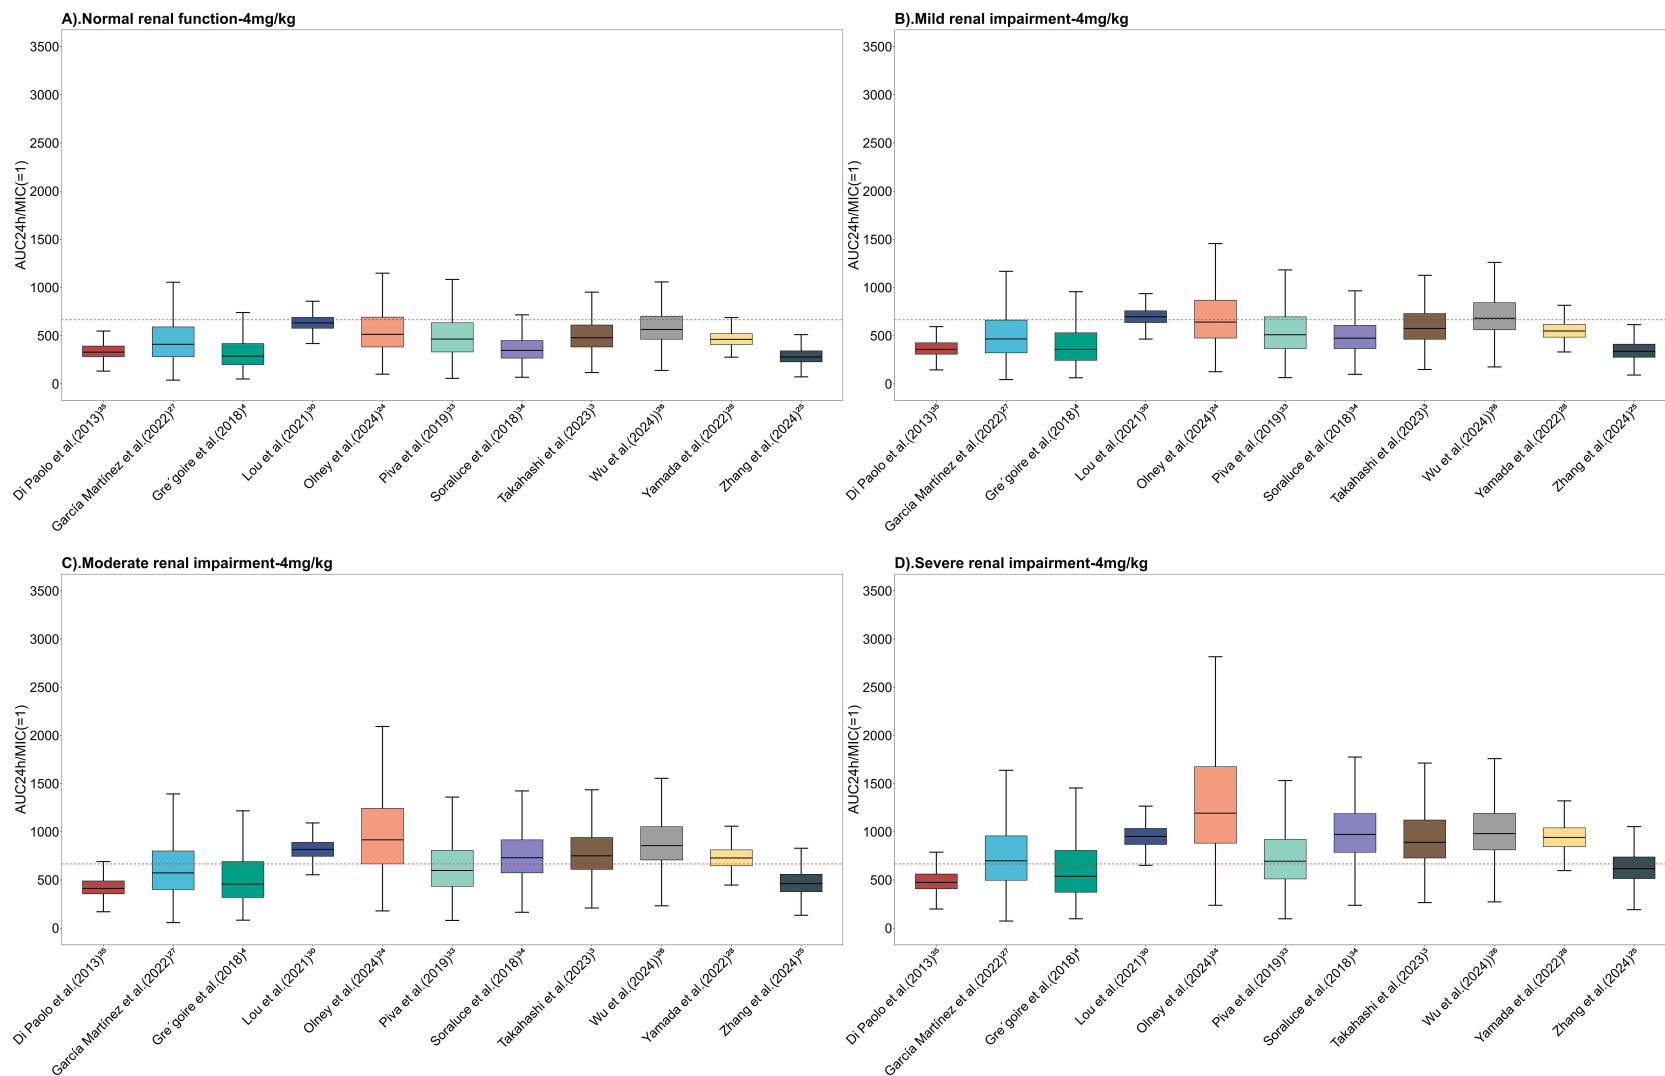 A).Normal renal function-4mg/kg
AUC24h/MIC(=1)
3500
3000
2500
2000
1500
1000
500
0
Di Paolo et al.(2013)³⁵
García Martínez et al.(2022)²⁷
Gre´goire et al.(2018)⁴
Lou et al.(2021)³⁰
Olney et al.(2024)²⁴
Piva et al.(2019)³³
Soraluce et al.(2018)³⁴
Takahashi et al.(2023)³
Wu et al.(2024))²⁶
Yamada et al.(2022)²⁸
Zhang et al.(2024)²⁵
B).Mild renal impairment-4mg/kg
AUC24h/MIC(=1)
3500
3000
2500
2000
1500
1000
500
0
Di Paolo et al.(2013)³⁵
García Martínez et al.(2022)²⁷
Gre´goire et al.(2018)⁴
Lou et al.(2021)³⁰
Olney et al.(2024)²⁴
Piva et al.(2019)³³
Soraluce et al.(2018)³⁴
Takahashi et al.(2023)³
Wu et al.(2024))²⁶
Yamada et al.(2022)²⁸
Zhang et al.(2024)²⁵
C).Moderate renal impairment-4mg/kg
AUC24h/MIC(=1)
3500
3000
2500
2000
1500
1000
500
0
Di Paolo et al.(2013)³⁵
García Martínez et al.(2022)²⁷
Gre´goire et al.(2018)⁴
Lou et al.(2021)³⁰
Olney et al.(2024)²⁴
Piva et al.(2019)³³
Soraluce et al.(2018)³⁴
Takahashi et al.(2023)³
Wu et al.(2024))²⁶
Yamada et al.(2022)²⁸
Zhang et al.(2024)²⁵
D).Severe renal impairment-4mg/kg
AUC24h/MIC(=1)
3500
3000
2500
2000
1500
1000
500
0
Di Paolo et al.(2013)³⁵
García Martínez et al.(2022)²⁷
Gre´goire et al.(2018)⁴
Lou et al.(2021)³⁰
Olney et al.(2024)²⁴
Piva et al.(2019)³³
Soraluce et al.(2018)³⁴
Takahashi et al.(2023)³
Wu et al.(2024))²⁶
Yamada et al.(2022)²⁸
Zhang et al.(2024)²⁵